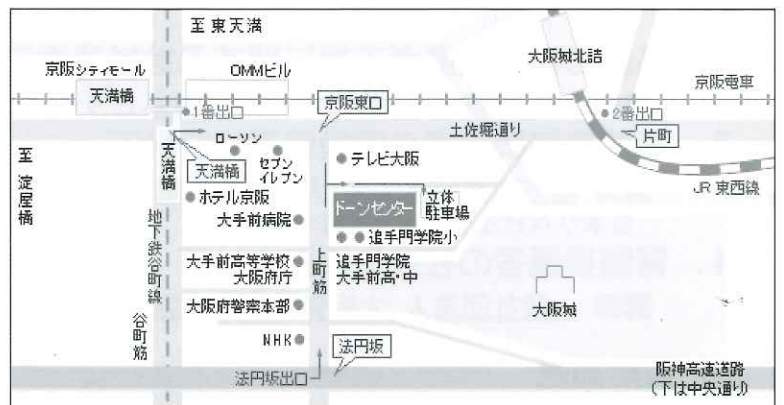 至 東天満
京阪シティモール
OMMビル
大阪城北詰
京阪電車
天満橋
1番出口
京阪東口
2番出口
土佐堀通り
片町
ローソン
セブン
イレブン
テレビ大阪
至 淀屋橋
天満橋
天満橋
JR 東西線
ホテル京阪
ドーンセンター
立体
駐車場
大手前病院
追手門学院小
地下鉄谷町線
大手前高等学校
大阪府庁
上町筋
追手門学院
大手前高・中
大阪府警察本部
大阪城
谷町筋
NHK
法円坂
法円坂出口
阪神高速道路
(下は中央通り)